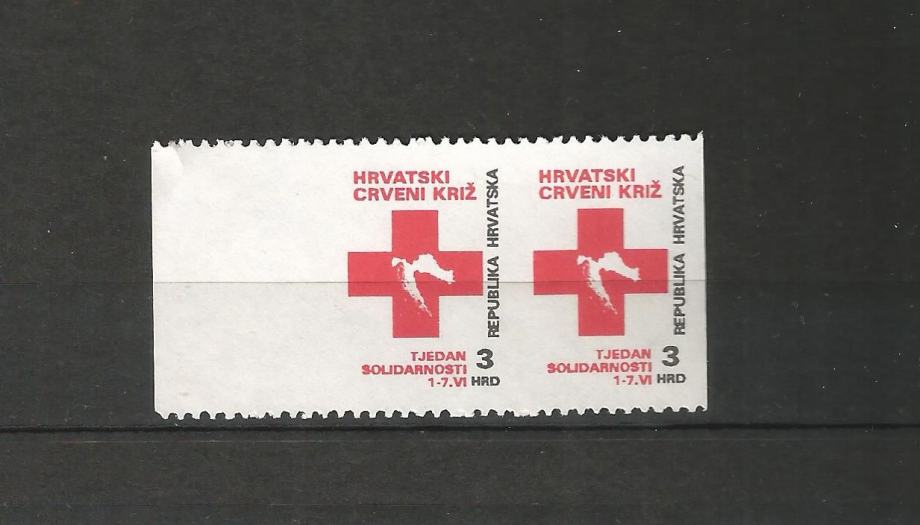 HRVATSKI
CRVENI KRIŽ
REPUBLIKA HRVATSKA
TJEDAN
SOLIDARNOSTI
1-7.VI
3
HRD
HRVATSKI
CRVENI KRIŽ
REPUBLIKA HRVATSKA
TJEDAN
SOLIDARNOSTI
1-7.VI
3
HRD